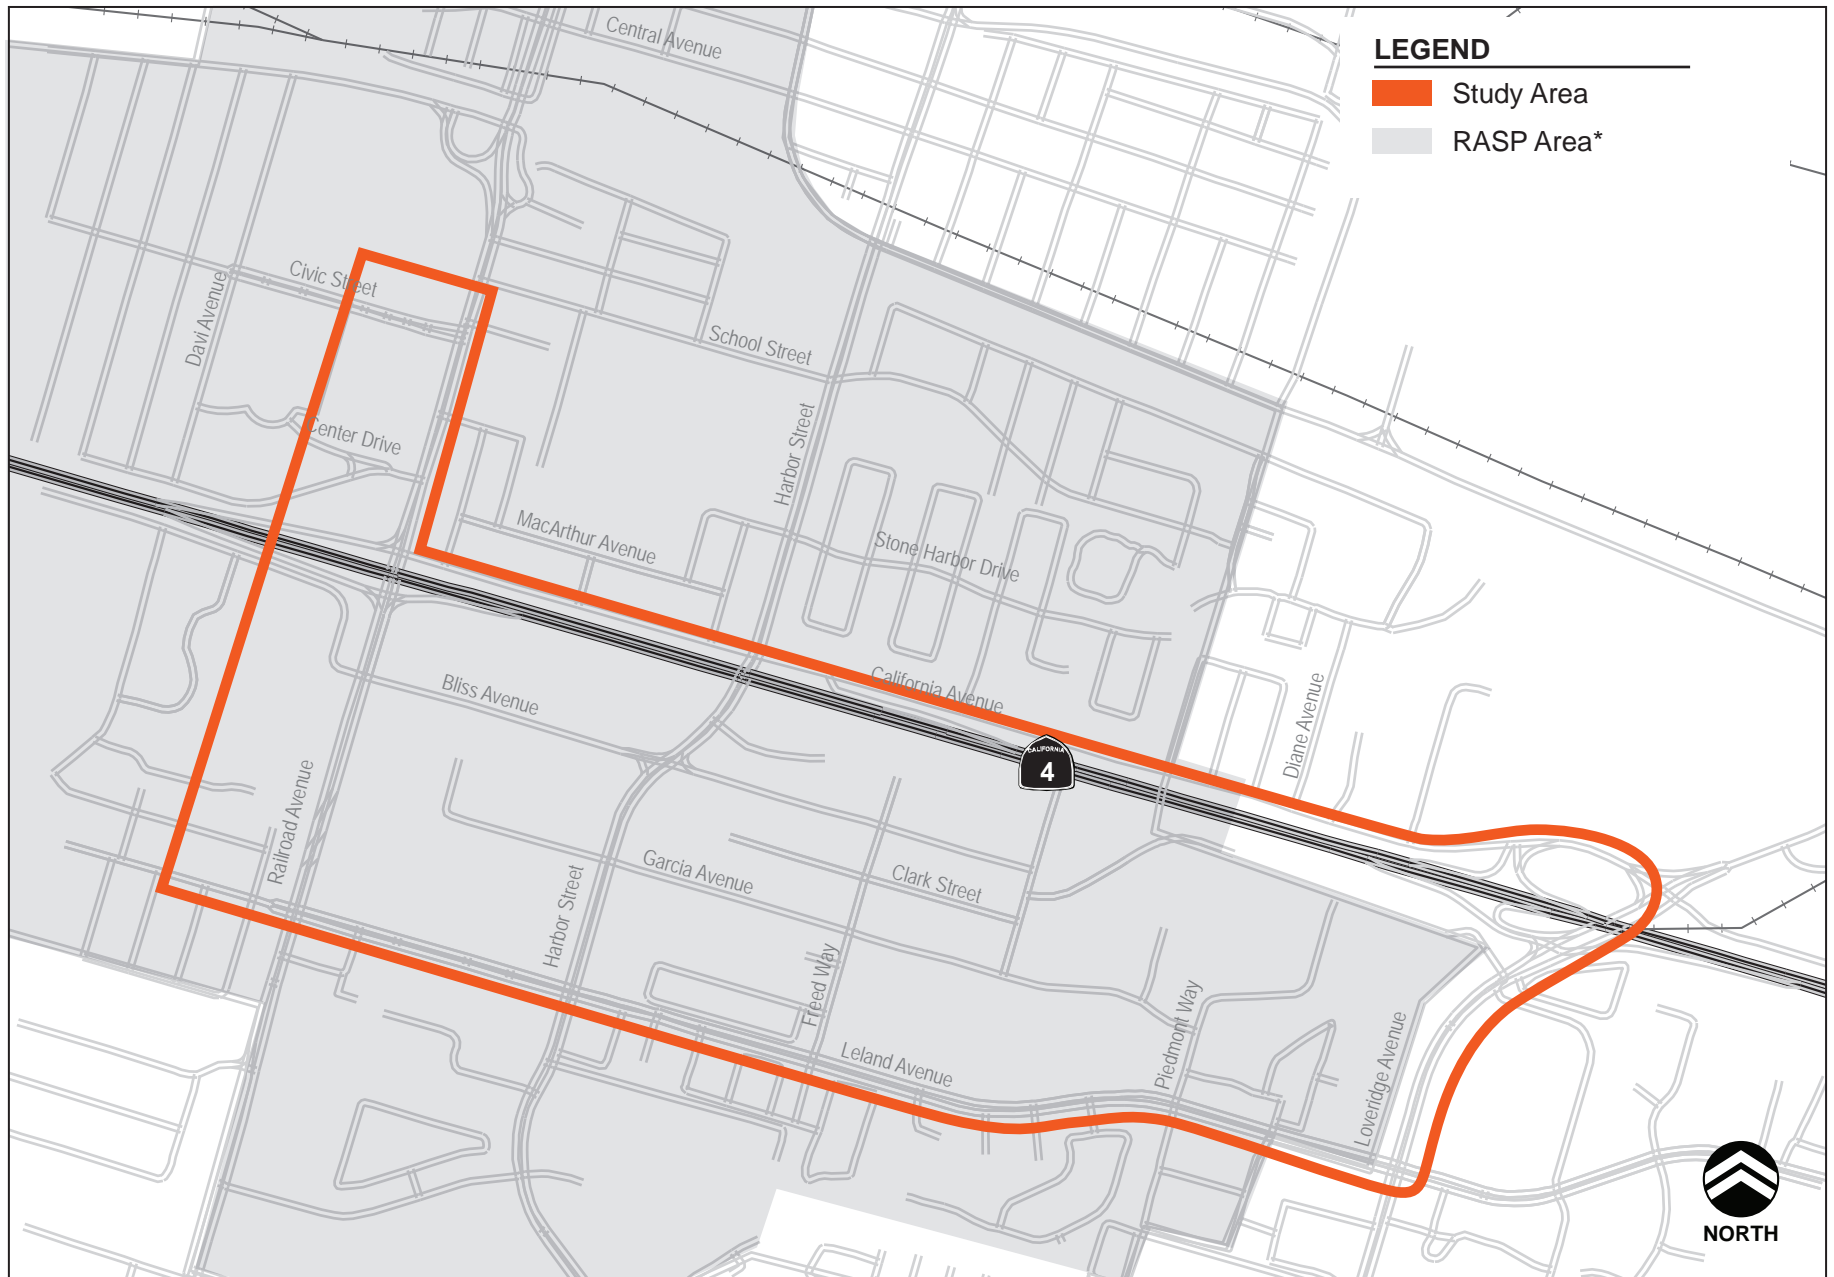 Central Avenue
LEGEND
Study Area
RASP Area*
Civic Street
Davi Avenue
School Street
Center Drive
Harbor Street
MacArthur Avenue
Stone Harbor Drive
California Avenue
Bliss Avenue
Diane Avenue
CALIFORNIA
4
Railroad Avenue
Garcia Avenue
Clark Street
Harbor Street
Freed Way
Piedmont Way
Loveridge Avenue
Leland Avenue
NORTH